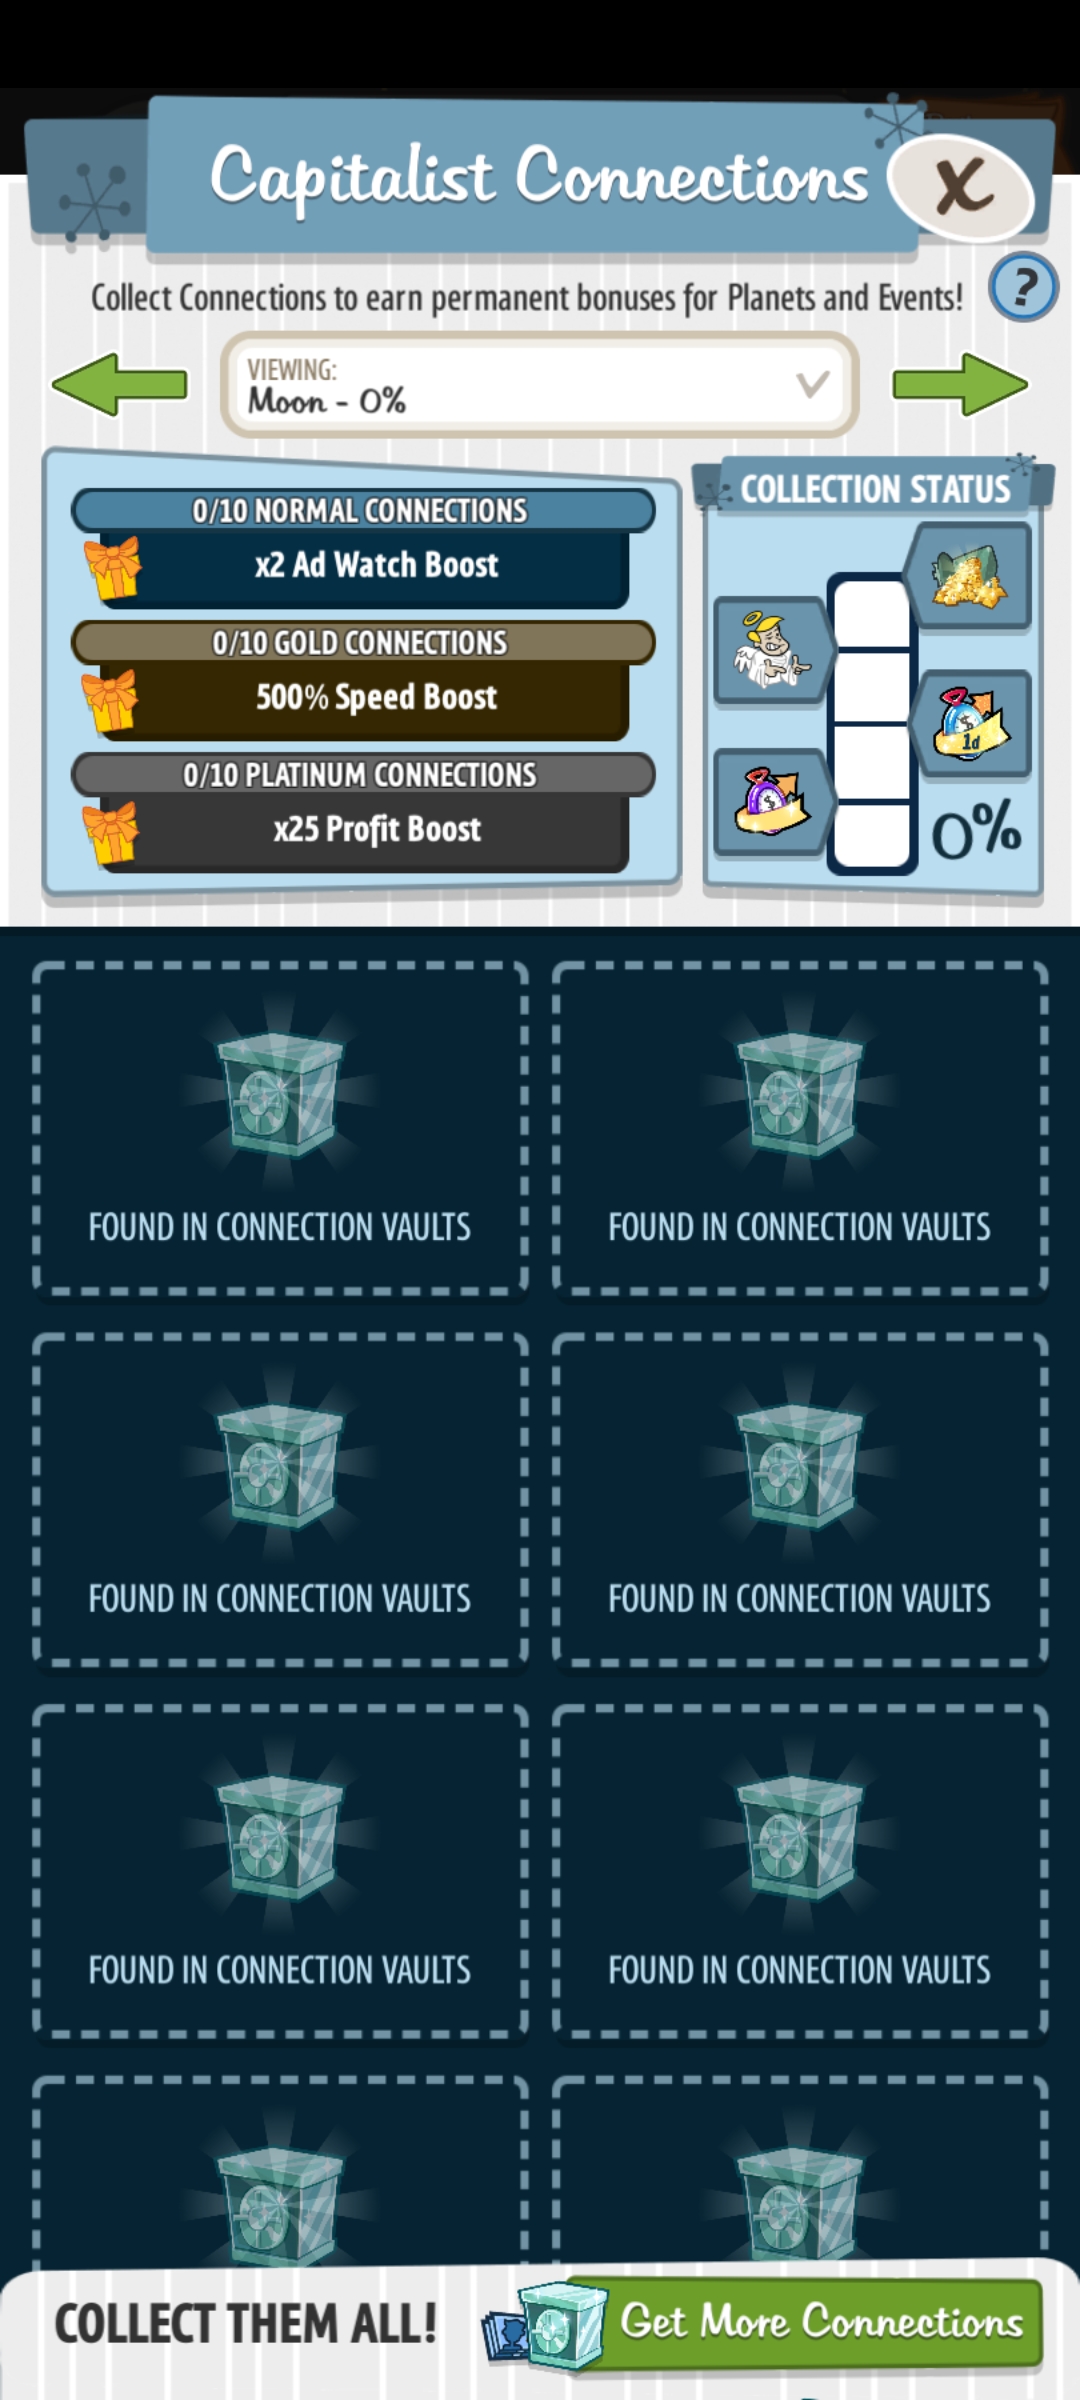 Capitalist Connections
X
Collect Connections to earn permanent bonuses for Planets and Events!
?
VIEWING:
Moon - 0%
0/10 NORMAL CONNECTIONS
x2 Ad Watch Boost
0/10 GOLD CONNECTIONS
500% Speed Boost
0/10 PLATINUM CONNECTIONS
x25 Profit Boost
COLLECTION STATUS
$
1d
$
0%
FOUND IN CONNECTION VAULTS
FOUND IN CONNECTION VAULTS
FOUND IN CONNECTION VAULTS
FOUND IN CONNECTION VAULTS
FOUND IN CONNECTION VAULTS
FOUND IN CONNECTION VAULTS
COLLECT THEM ALL!
Get More Connections